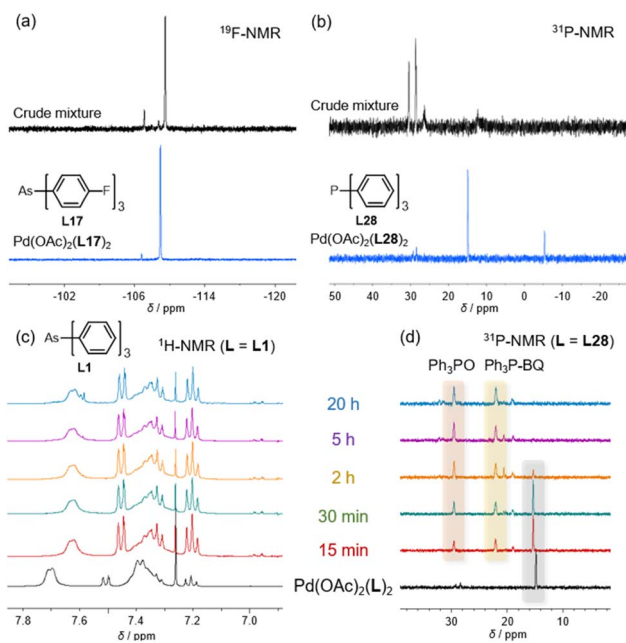 (a)
¹⁹F-NMR
Crude mixture
As
F
3
L17
Pd(OAc)₂(L17)₂
-102 -108 -114 -120
δ / ppm
(b)
³¹P-NMR
Crude mixture
P
3
L28
Pd(OAc)₂(L28)₂
50 40 30 20 10 0 -10 -20
δ / ppm
(c)
As
3
L1
¹H-NMR (L = L1)
7.8 7.6 7.4 7.2 7.0
δ / ppm
(d)
³¹P-NMR (L = L28)
Ph₃PO Ph₃P-BQ
20 h
5 h
2 h
30 min
15 min
Pd(OAc)₂(L)₂
30 20 10
δ / ppm